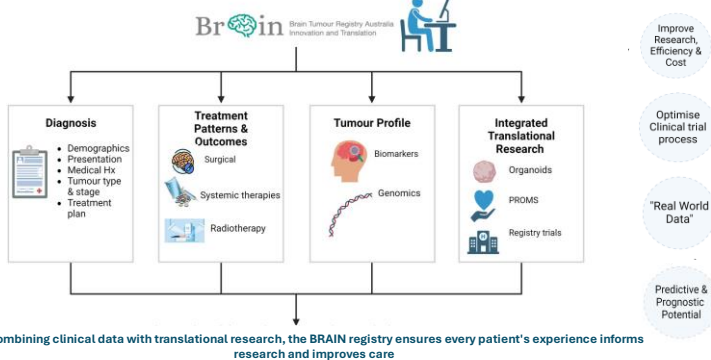 Brain
Brain Tumour Registry Australia
Innovation and Translation
Diagnosis
• Demographics
• Presentation
• Medical Hx
• Tumour type
& stage
• Treatment
plan
Treatment
Patterns &
Outcomes
Surgical
Systemic therapies
Radiotherapy
Tumour Profile
Biomarkers
Genomics
Integrated
Translational
Research
Organoids
PROMS
Registry trials
Improve
Research,
Efficiency &
Cost
Optimise
Clinical trial
process
"Real World
Data"
Predictive &
Prognostic
Potential
ombining clinical data with translational research, the BRAIN registry ensures every patient's experience informs
research and improves care